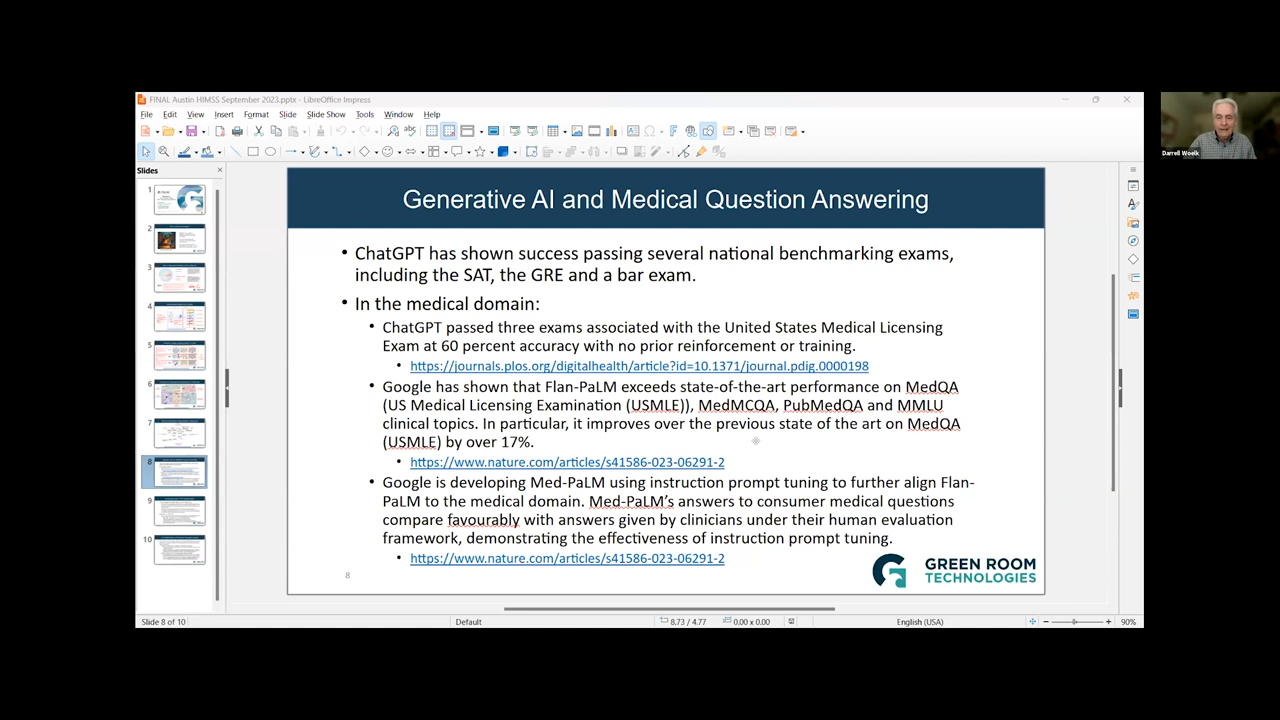 FINAL Austin HIMSS September 2023.pptx - LibreOffice Impress
File Edit View Insert Format Slide Slide Show Tools Window Help
Slides
1
2
3
4
5
6
7
8
9
10
Generative AI and Medical Question Answering
• ChatGPT has shown success passing several national benchmarking exams,
including the SAT, the GRE and a bar exam.
• In the medical domain:
• ChatGPT passed three exams associated with the United States Medical Licensing
Exam at 60 percent accuracy with no prior reinforcement or training.
• https://journals.plos.org/digitalhealth/article?id=10.1371/journal.pdig.0000198
• Google has shown that Flan-PaLM exceeds state-of-the-art performance on MedQA
(US Medical Licensing Examination (USMLE)), MedMCQA, PubMedQA and MMLU
clinical topics. In particular, it improves over the previous state of the art on MedQA
(USMLE) by over 17%.
• https://www.nature.com/articles/s41586-023-06291-2
• Google is developing Med-PaLM using instruction prompt tuning to further align Flan-
PaLM to the medical domain. Med-PaLM's answers to consumer medical questions
compare favourably with answers given by clinicians under their human evaluation
framework, demonstrating the effectiveness of instruction prompt tuning.
• https://www.nature.com/articles/s41586-023-06291-2
8
GREEN ROOM
TECHNOLOGIES
Slide 8 of 10 Default 8.73 / 4.77 0.00 x 0.00 English (USA) 90%
Darrell Woelk